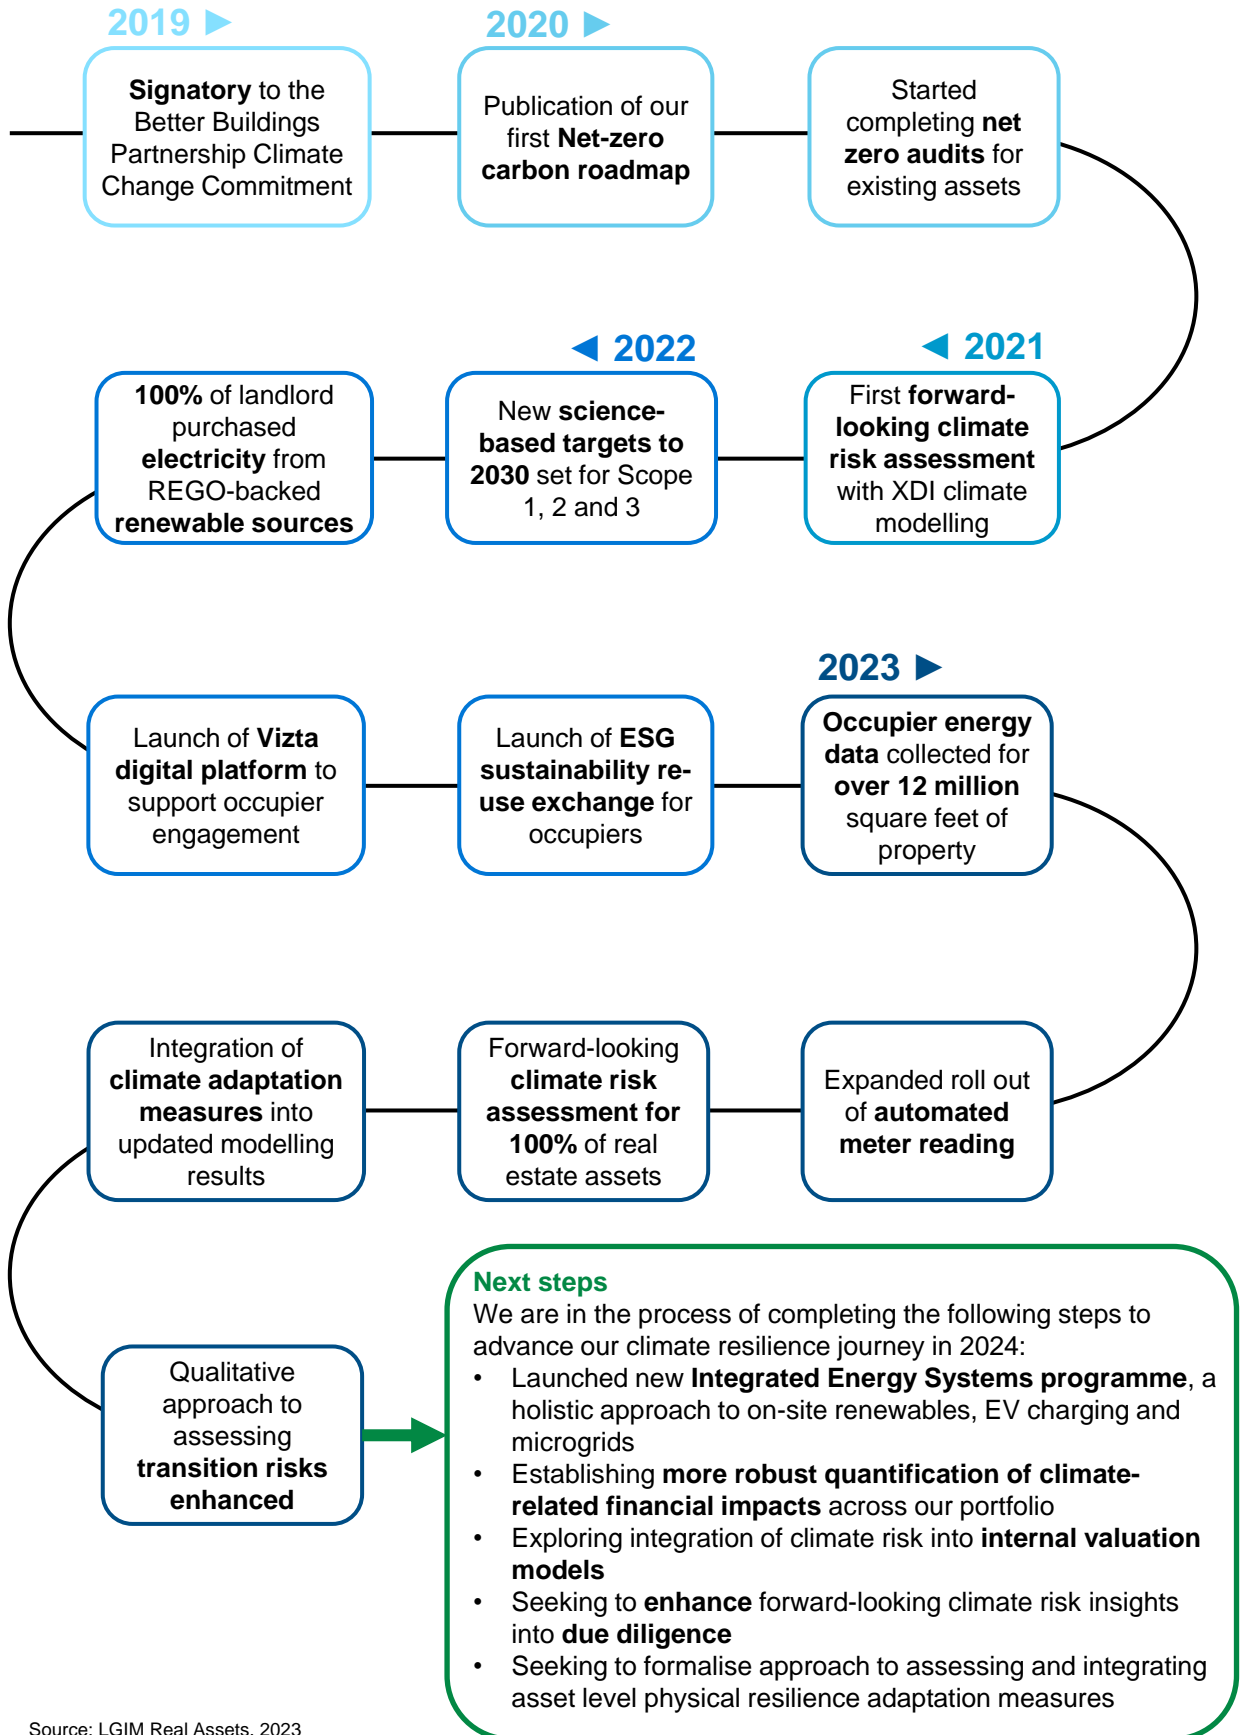 2019 ►
Signatory to the
Better Buildings
Partnership Climate
Change Commitment
2020 ►
Publication of our
first Net-zero
carbon roadmap
Started
completing net
zero audits for
existing assets
◄ 2021
First forward-
looking climate
risk assessment
with XDI climate
modelling
◄ 2022
New science-
based targets to
2030 set for Scope
1, 2 and 3
100% of landlord
purchased
electricity from
REGO-backed
renewable sources
Launch of Vizta
digital platform to
support occupier
engagement
Launch of ESG
sustainability re-
use exchange for
occupiers
2023 ►
Occupier energy
data collected for
over 12 million
square feet of
property
Expanded roll out
of automated
meter reading
Forward-looking
climate risk
assessment for
100% of real
estate assets
Integration of
climate adaptation
measures into
updated modelling
results
Qualitative
approach to
assessing
transition risks
enhanced
Next steps
We are in the process of completing the following steps to
advance our climate resilience journey in 2024:
• Launched new Integrated Energy Systems programme, a
holistic approach to on-site renewables, EV charging and
microgrids
• Establishing more robust quantification of climate-
related financial impacts across our portfolio
• Exploring integration of climate risk into internal valuation
models
• Seeking to enhance forward-looking climate risk insights
into due diligence
• Seeking to formalise approach to assessing and integrating
asset level physical resilience adaptation measures
Source: LGIM Real Assets, 2023